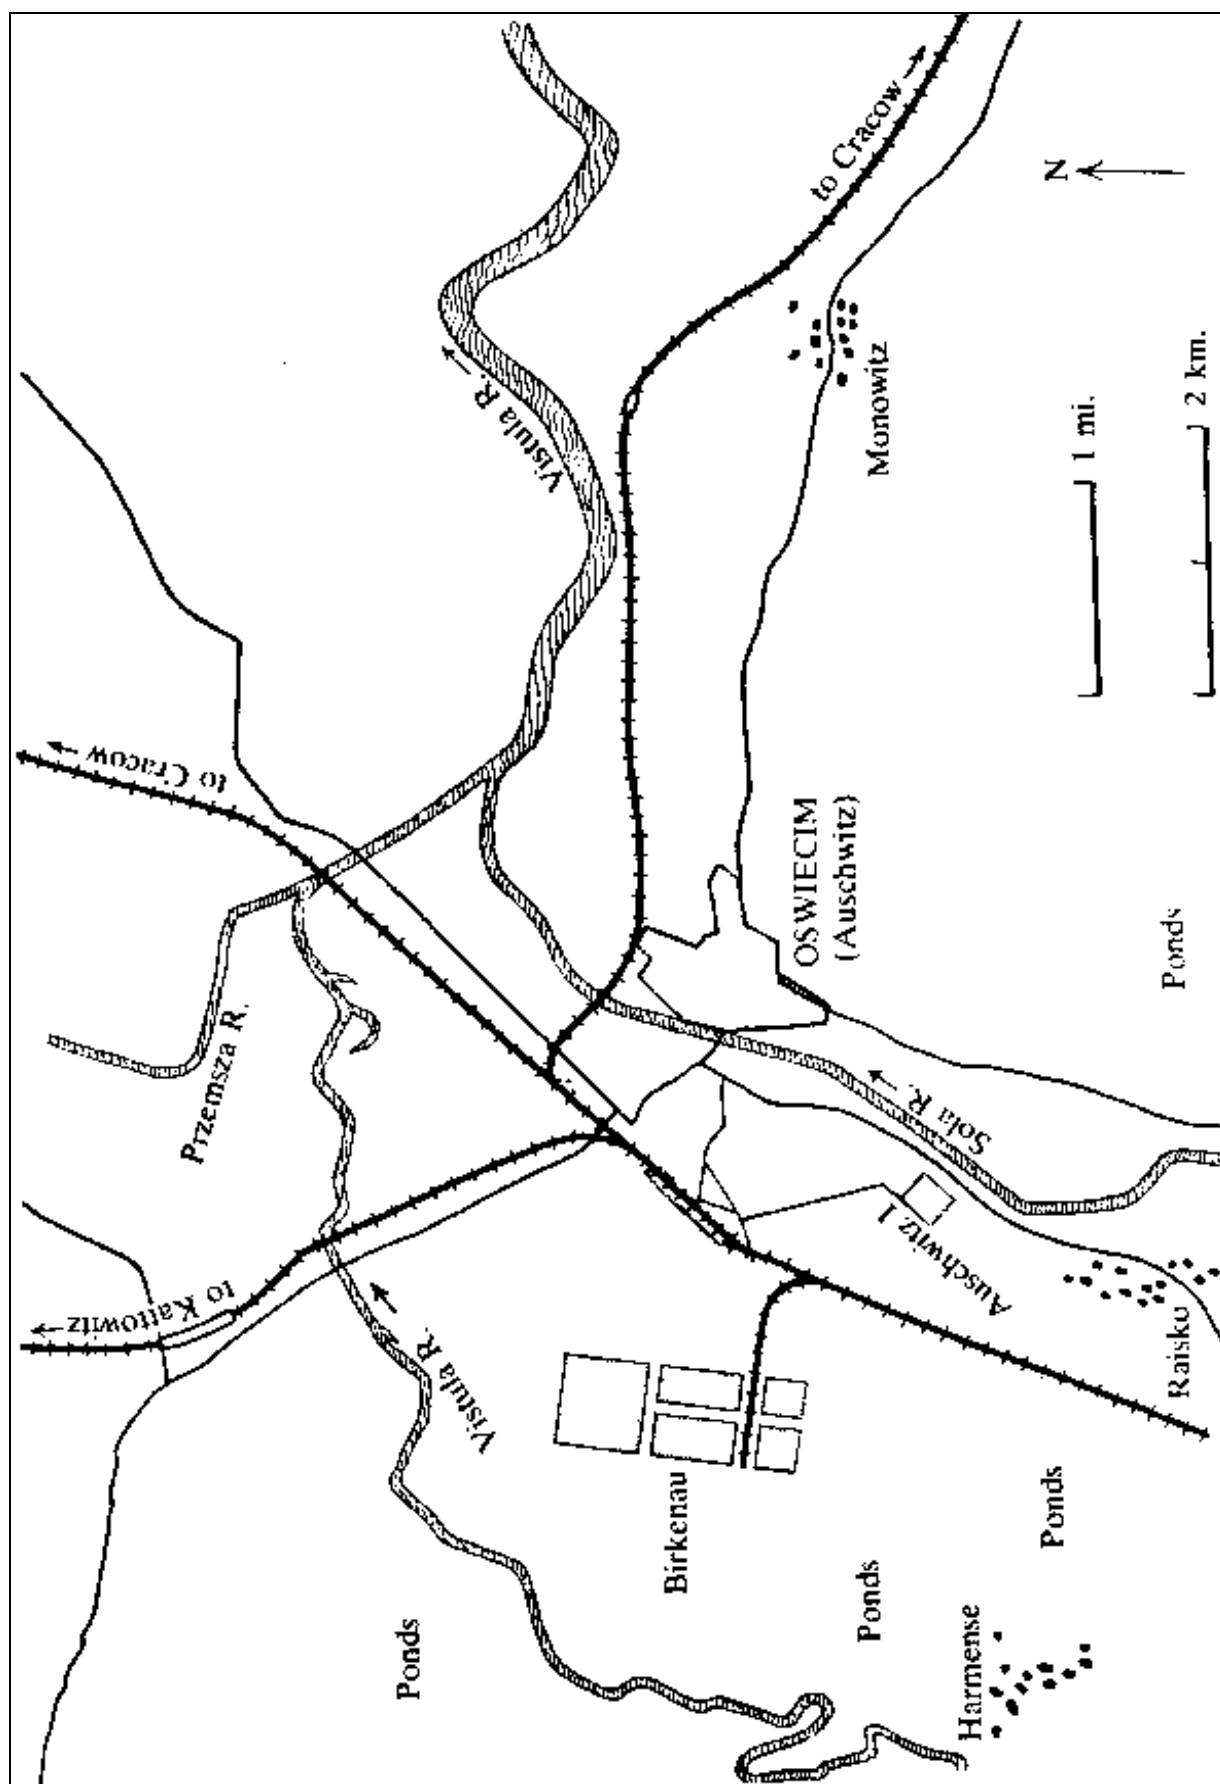 to Cracow
N
Vistula R.
Monowitz
1 mi.
2 km.
to Cracow
Przemsza R.
OSWIECIM
(Auschwitz)
Ponds
Sola R.
to Kattowitz
Vistula R.
Auschwitz I
Raisko
Birkenau
Ponds
Ponds
Ponds
Harmense